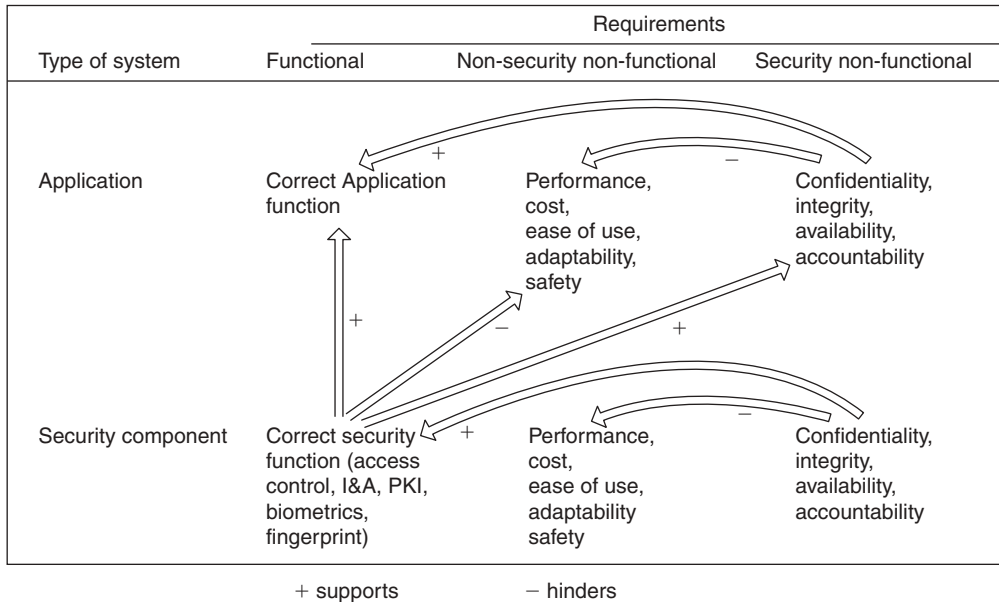 Requirements
Type of system Functional Non-security non-functional Security non-functional
+ −
Application
Correct Application
function
Performance,
cost,
ease of use,
adaptability,
safety
Confidentiality,
integrity,
availability,
accountability
+ − +
Security component
Correct security
function (access
control, I&A, PKI,
biometrics,
fingerprint)
+
Performance,
cost,
ease of use,
adaptability
safety
−
Confidentiality,
integrity,
availability,
accountability
+ supports − hinders